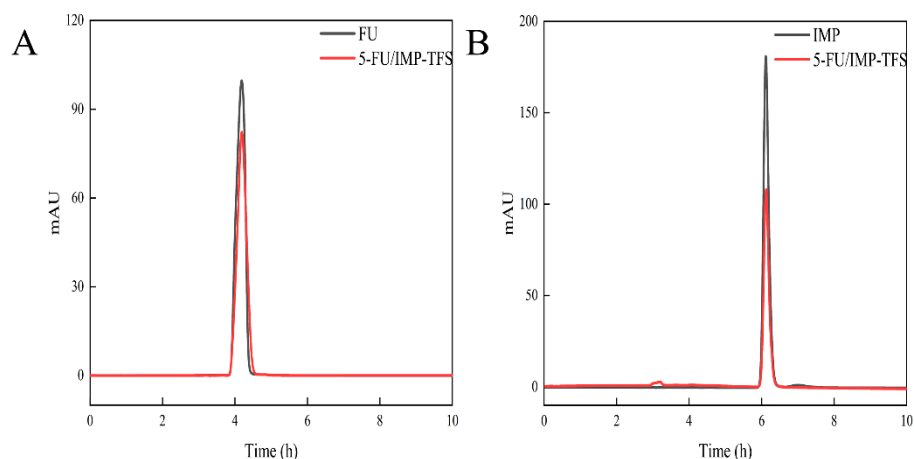 A
FU
5-FU/IMP-TFS
120
90
60
30
0
mAU
0 2 4 6 8 10
Time (h)
B
IMP
5-FU/IMP-TFS
200
150
100
50
0
mAU
0 2 4 6 8 10
Time (h)